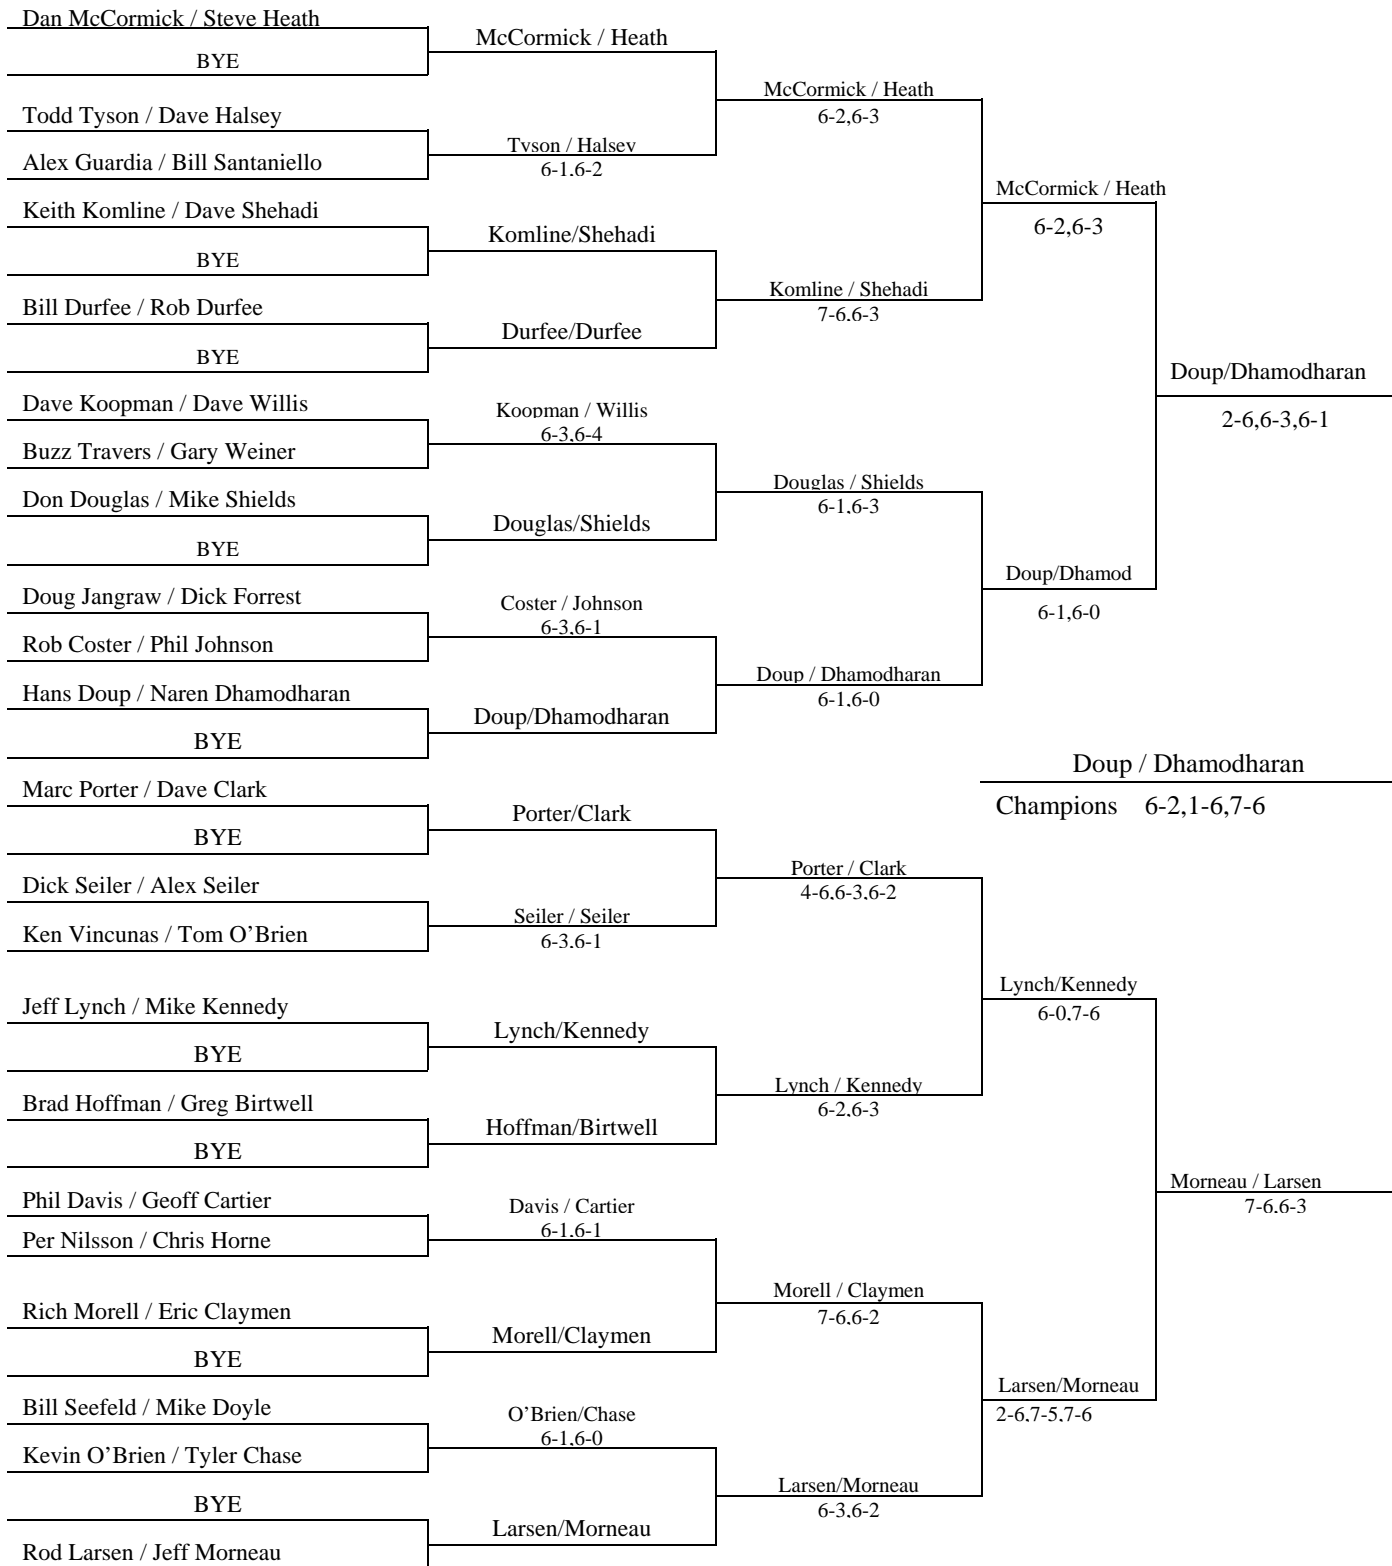 Dan McCormick / Steve Heath
BYE
Todd Tyson / Dave Halsey
Alex Guardia / Bill Santaniello
Keith Komline / Dave Shehadi
BYE
Bill Durfee / Rob Durfee
BYE
Dave Koopman / Dave Willis
Buzz Travers / Gary Weiner
Don Douglas / Mike Shields
BYE
Doug Jangraw / Dick Forrest
Rob Coster / Phil Johnson
Hans Doup / Naren Dhamodharan
BYE
Marc Porter / Dave Clark
BYE
Dick Seiler / Alex Seiler
Ken Vincunas / Tom O’Brien
Jeff Lynch / Mike Kennedy
BYE
Brad Hoffman / Greg Birtwell
BYE
Phil Davis / Geoff Cartier
Per Nilsson / Chris Horne
Rich Morell / Eric Claymen
BYE
Bill Seefeld / Mike Doyle
Kevin O’Brien / Tyler Chase
BYE
Rod Larsen / Jeff Morneau
McCormick / Heath
Tyson / Halsey
6-1,6-2
Komline/Shehadi
Durfee/Durfee
Koopman / Willis
6-3,6-4
Douglas/Shields
Coster / Johnson
6-3,6-1
Doup/Dhamodharan
Porter/Clark
Seiler / Seiler
6-3,6-1
Lynch/Kennedy
Hoffman/Birtwell
Davis / Cartier
6-1,6-1
Morell/Claymen
O’Brien/Chase
6-1,6-0
Larsen/Morneau
McCormick / Heath
6-2,6-3
Komline / Shehadi
7-6,6-3
Douglas / Shields
6-1,6-3
Doup / Dhamodharan
6-1,6-0
Porter / Clark
4-6,6-3,6-2
Lynch / Kennedy
6-2,6-3
Morell / Claymen
7-6,6-2
Larsen/Morneau
6-3,6-2
McCormick / Heath
6-2,6-3
Doup/Dhamod
6-1,6-0
Lynch/Kennedy
6-0,7-6
Larsen/Morneau
2-6,7-5,7-6
Doup/Dhamodharan
2-6,6-3,6-1
Morneau / Larsen
7-6,6-3
Doup / Dhamodharan
Champions 6-2,1-6,7-6